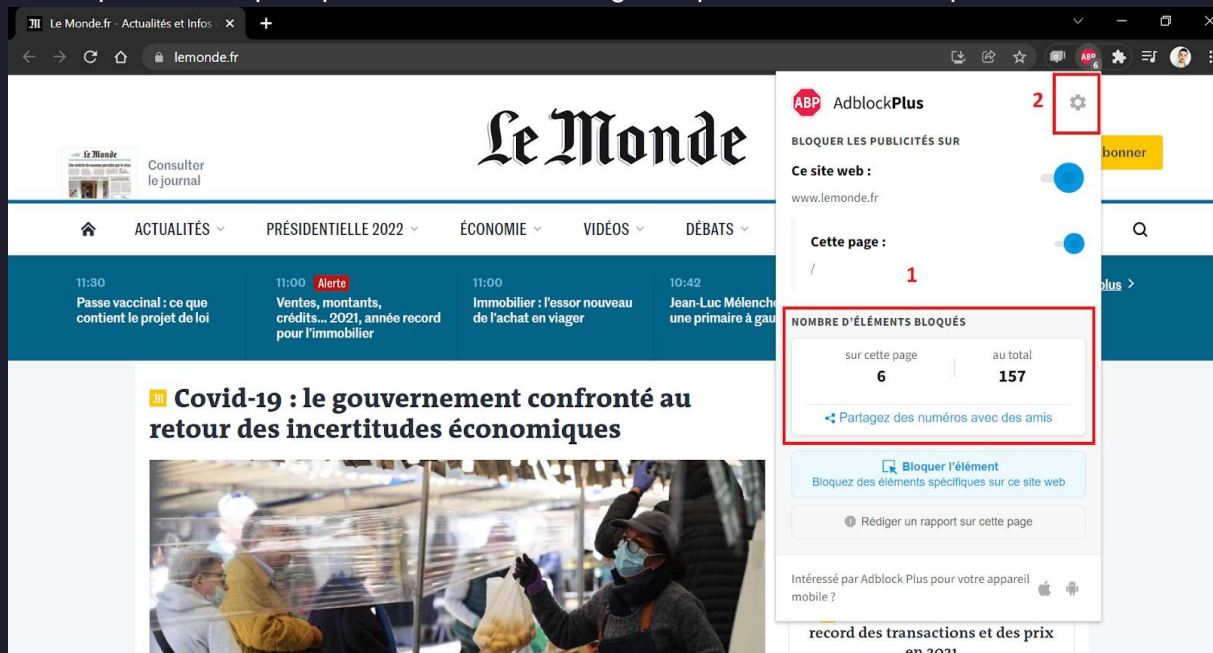 Le Monde.fr - Actualités et Infos
lemonde.fr
ABP
6
Le Monde
Consulter
le journal
Le Monde
bonner
ACTUALITÉS
PRÉSIDENTIELLE 2022
ÉCONOMIE
VIDÉOS
DÉBATS
11:30
Passe vaccinal : ce que
contient le projet de loi
11:00 Alerte
Ventes, montants,
crédits... 2021, année record
pour l'immobilier
11:00
Immobilier : l'essor nouveau
de l'achat en viager
10:42
Jean-Luc Mélencho
une primaire à gau
plus >
Covid-19 : le gouvernement confronté au
retour des incertitudes économiques
ABP AdblockPlus
2
BLOQUER LES PUBLICITÉS SUR
Ce site web :
www.lemonde.fr
Cette page :
/
1
NOMBRE D'ÉLÉMENTS BLOQUÉS
sur cette page
6
au total
157
Partagez des numéros avec des amis
Bloquer l'élément
Bloquez des éléments spécifiques sur ce site web
Rédiger un rapport sur cette page
Intéressé par Adblock Plus pour votre appareil
mobile ?
record des transactions et des prix
en 2021